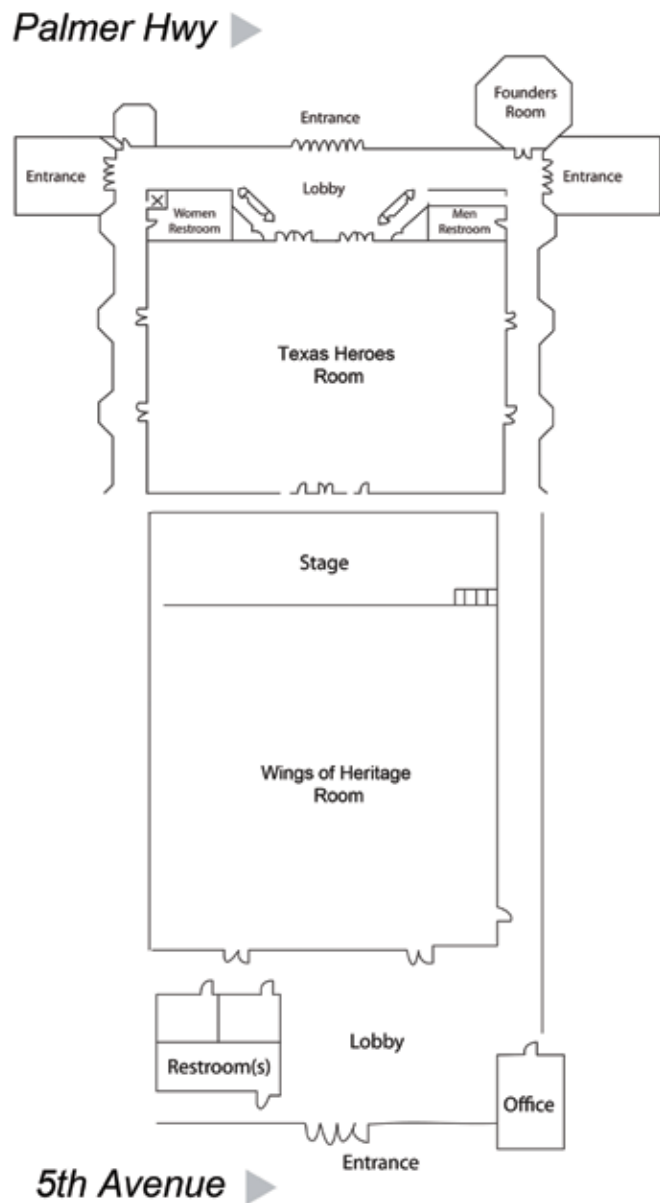 Palmer Hwy
Founders
Room
Entrance
Entrance
Lobby
Entrance
Women
Restroom
Men
Restroom
Texas Heroes
Room
Stage
Wings of Heritage
Room
Lobby
Restroom(s)
Office
Entrance
5th Avenue